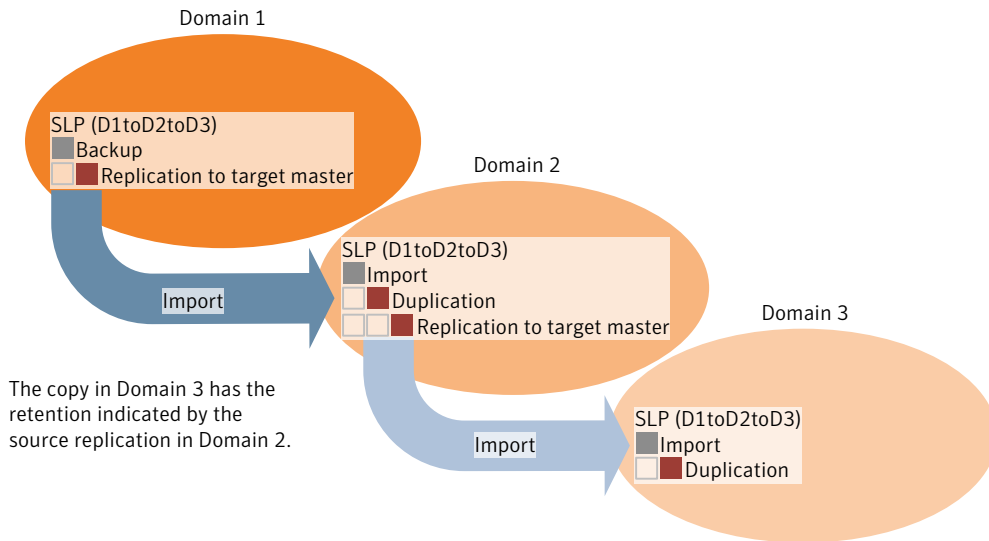 Domain 1
SLP (D1toD2toD3)
Backup
Replication to target master
Import
Domain 2
SLP (D1toD2toD3)
Import
Duplication
Replication to target master
Import
Domain 3
SLP (D1toD2toD3)
Import
Duplication
The copy in Domain 3 has the
retention indicated by the
source replication in Domain 2.